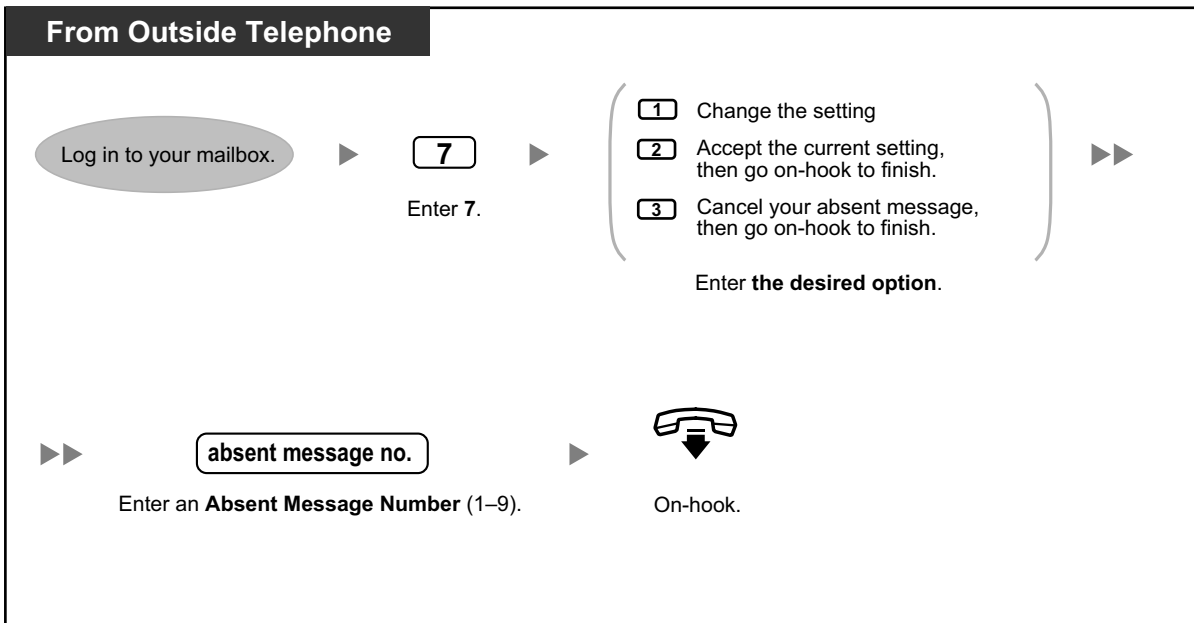 From Outside Telephone
Log in to your mailbox.
7
Enter 7.
1 Change the setting
2 Accept the current setting,
then go on-hook to finish.
3 Cancel your absent message,
then go on-hook to finish.
Enter the desired option.
absent message no.
Enter an Absent Message Number (1–9).
On-hook.